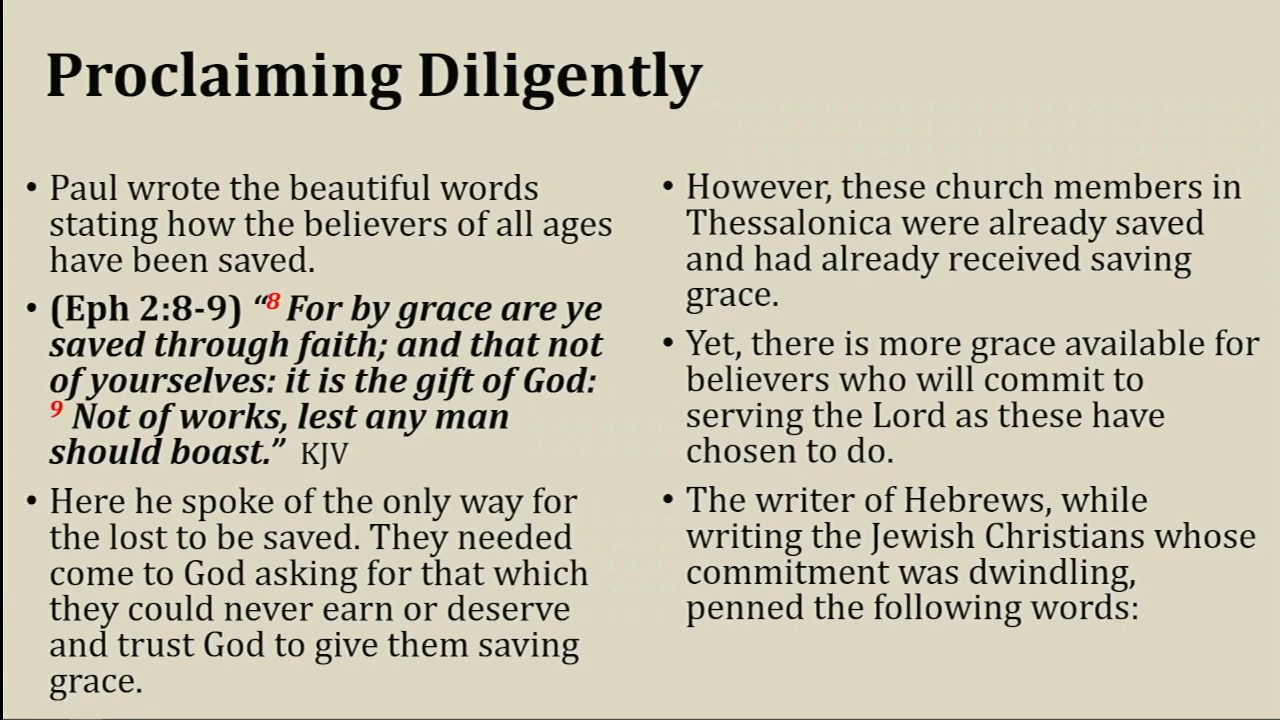 Proclaiming Diligently
• Paul wrote the beautiful words
stating how the believers of all ages
have been saved.
• (Eph 2:8-9) “8 For by grace are ye
saved through faith; and that not
of yourselves: it is the gift of God:
9 Not of works, lest any man
should boast.” KJV
• Here he spoke of the only way for
the lost to be saved. They needed
come to God asking for that which
they could never earn or deserve
and trust God to give them saving
grace.
• However, these church members in
Thessalonica were already saved
and had already received saving
grace.
• Yet, there is more grace available for
believers who will commit to
serving the Lord as these have
chosen to do.
• The writer of Hebrews, while
writing the Jewish Christians whose
commitment was dwindling,
penned the following words: